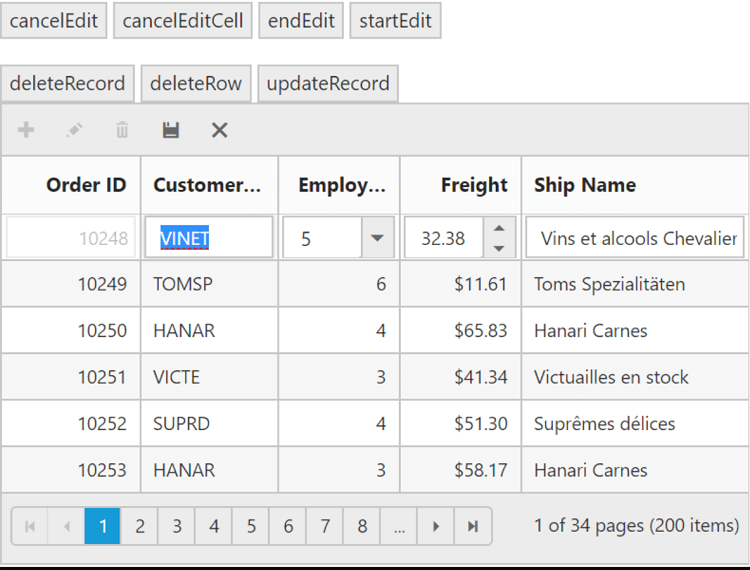 cancelEdit cancelEditCell endEdit startEdit
deleteRecord deleteRow updateRecord
Order ID Customer... Employ... Freight Ship Name
10248 VINET 5 32.38 Vins et alcools Chevalier
10249 TOMSP 6 $11.61 Toms Spezialitäten
10250 HANAR 4 $65.83 Hanari Carnes
10251 VICTE 3 $41.34 Victuailles en stock
10252 SUPRD 4 $51.30 Suprêmes délices
10253 HANAR 3 $58.17 Hanari Carnes
1 2 3 4 5 6 7 8 ... 1 of 34 pages (200 items)